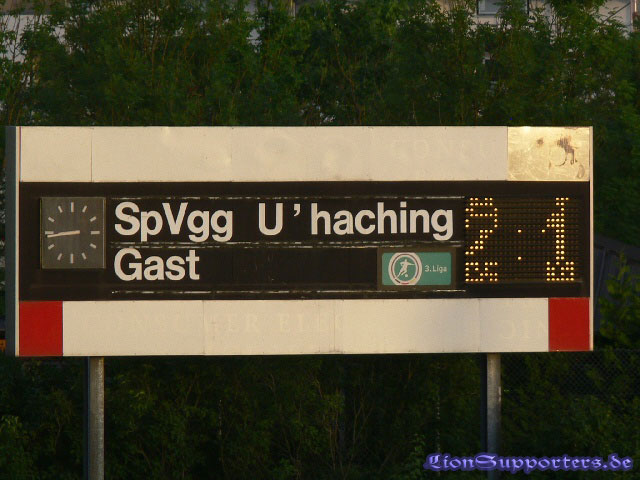 SpVgg U'haching
2:1
Gast
3. Liga
LionSupporters.de